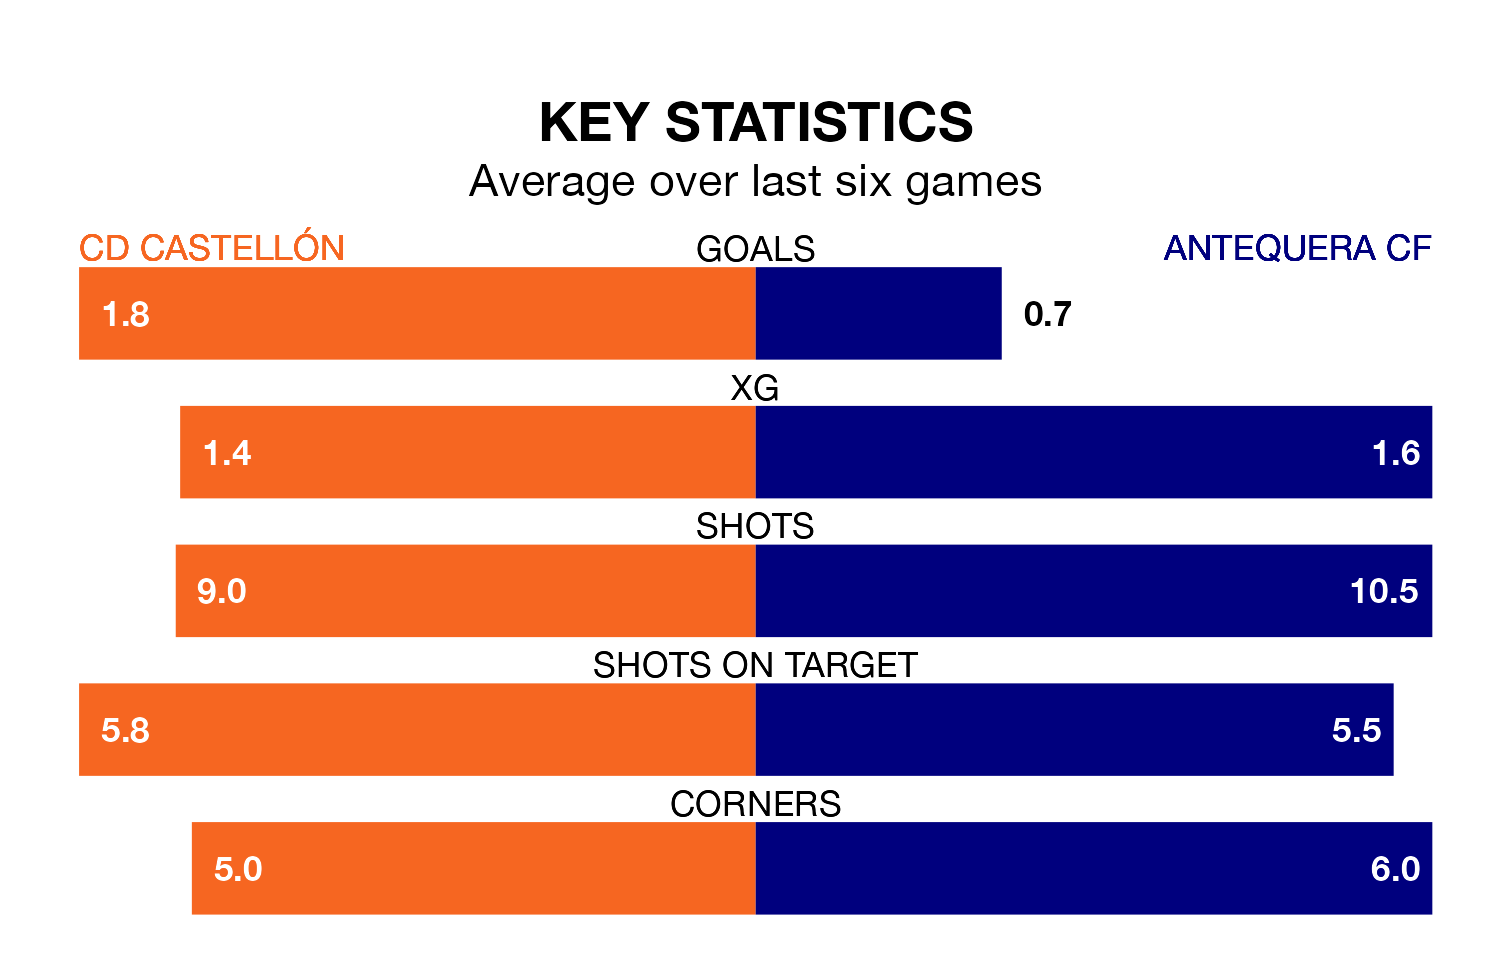 KEY STATISTICS
Average over last six games
CD CASTELLÓN GOALS ANTEQUERA CF
1.8 0.7
XG
1.4 1.6
SHOTS
9.0 10.5
SHOTS ON TARGET
5.8 5.5
CORNERS
5.0 6.0